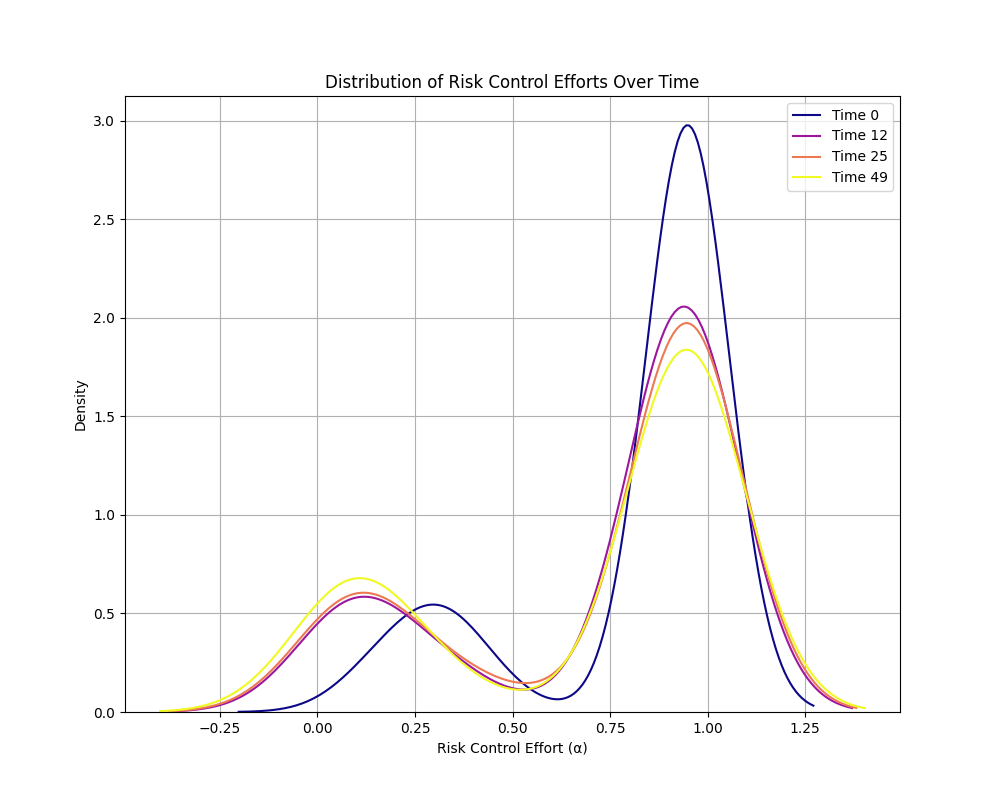 Distribution of Risk Control Efforts Over Time
Time 0
Time 12
Time 25
Time 49
Density
3.0
2.5
2.0
1.5
1.0
0.5
0.0
−0.25 0.00 0.25 0.50 0.75 1.00 1.25
Risk Control Effort (α)